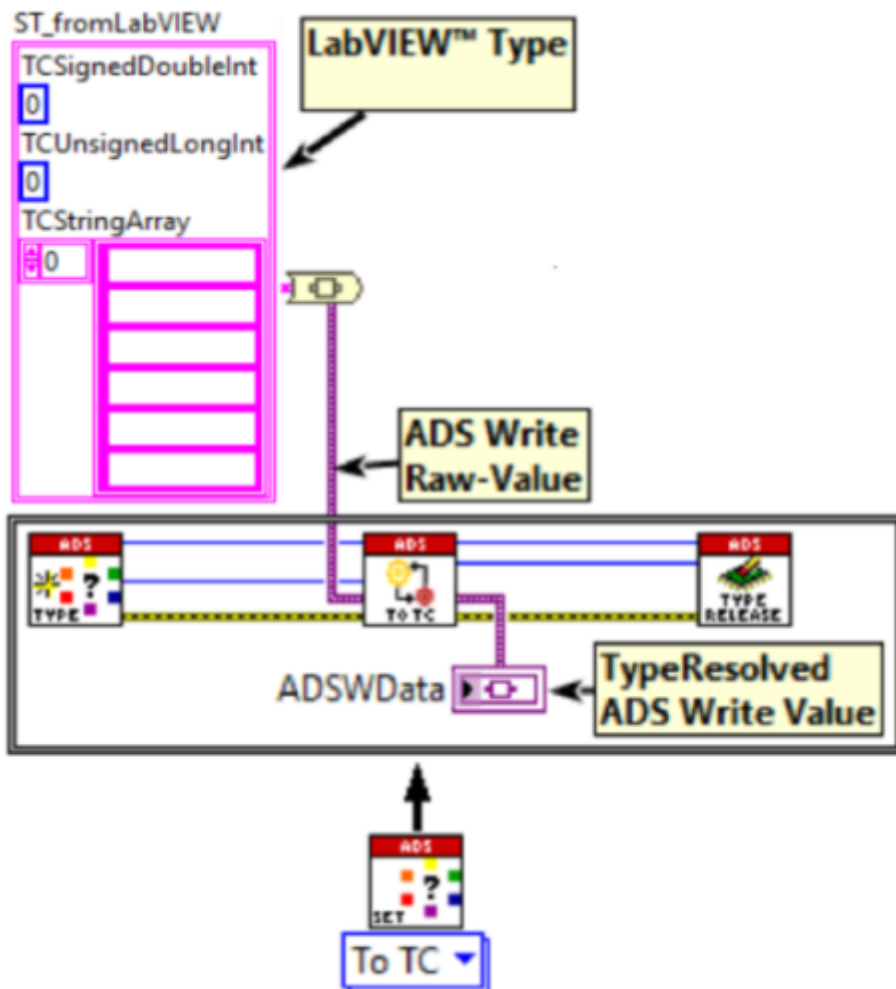 ST_fromLabVIEW
LabVIEW™ Type
TCSignedDoubleInt
0
TCUnsignedLongInt
0
TCStringArray
0
ADS Write
Raw-Value
ADS
?
TYPE
ADS
TO TC
ADS
TYPE
RELEASE
ADSWData
TypeResolved
ADS Write Value
ADS
?
SET
To TC